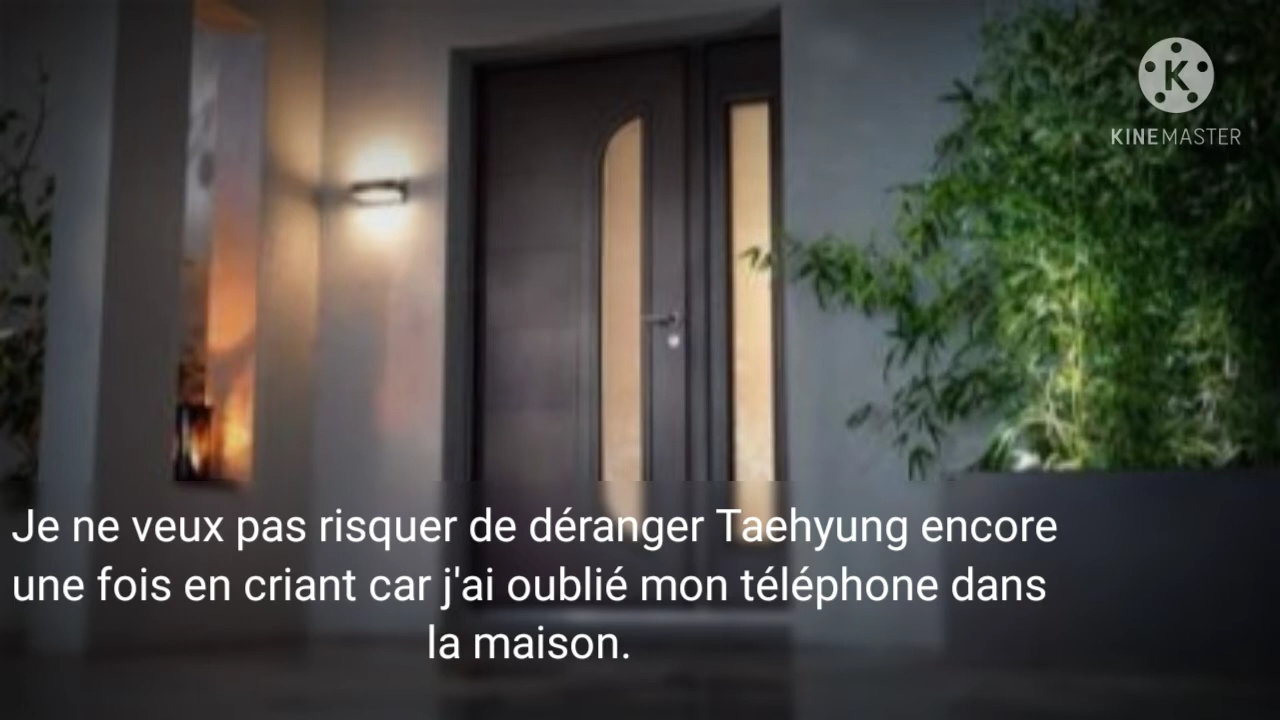 KINEMASTER
Je ne veux pas risquer de déranger Taehyung encore
une fois en criant car j'ai oublié mon téléphone dans
la maison.